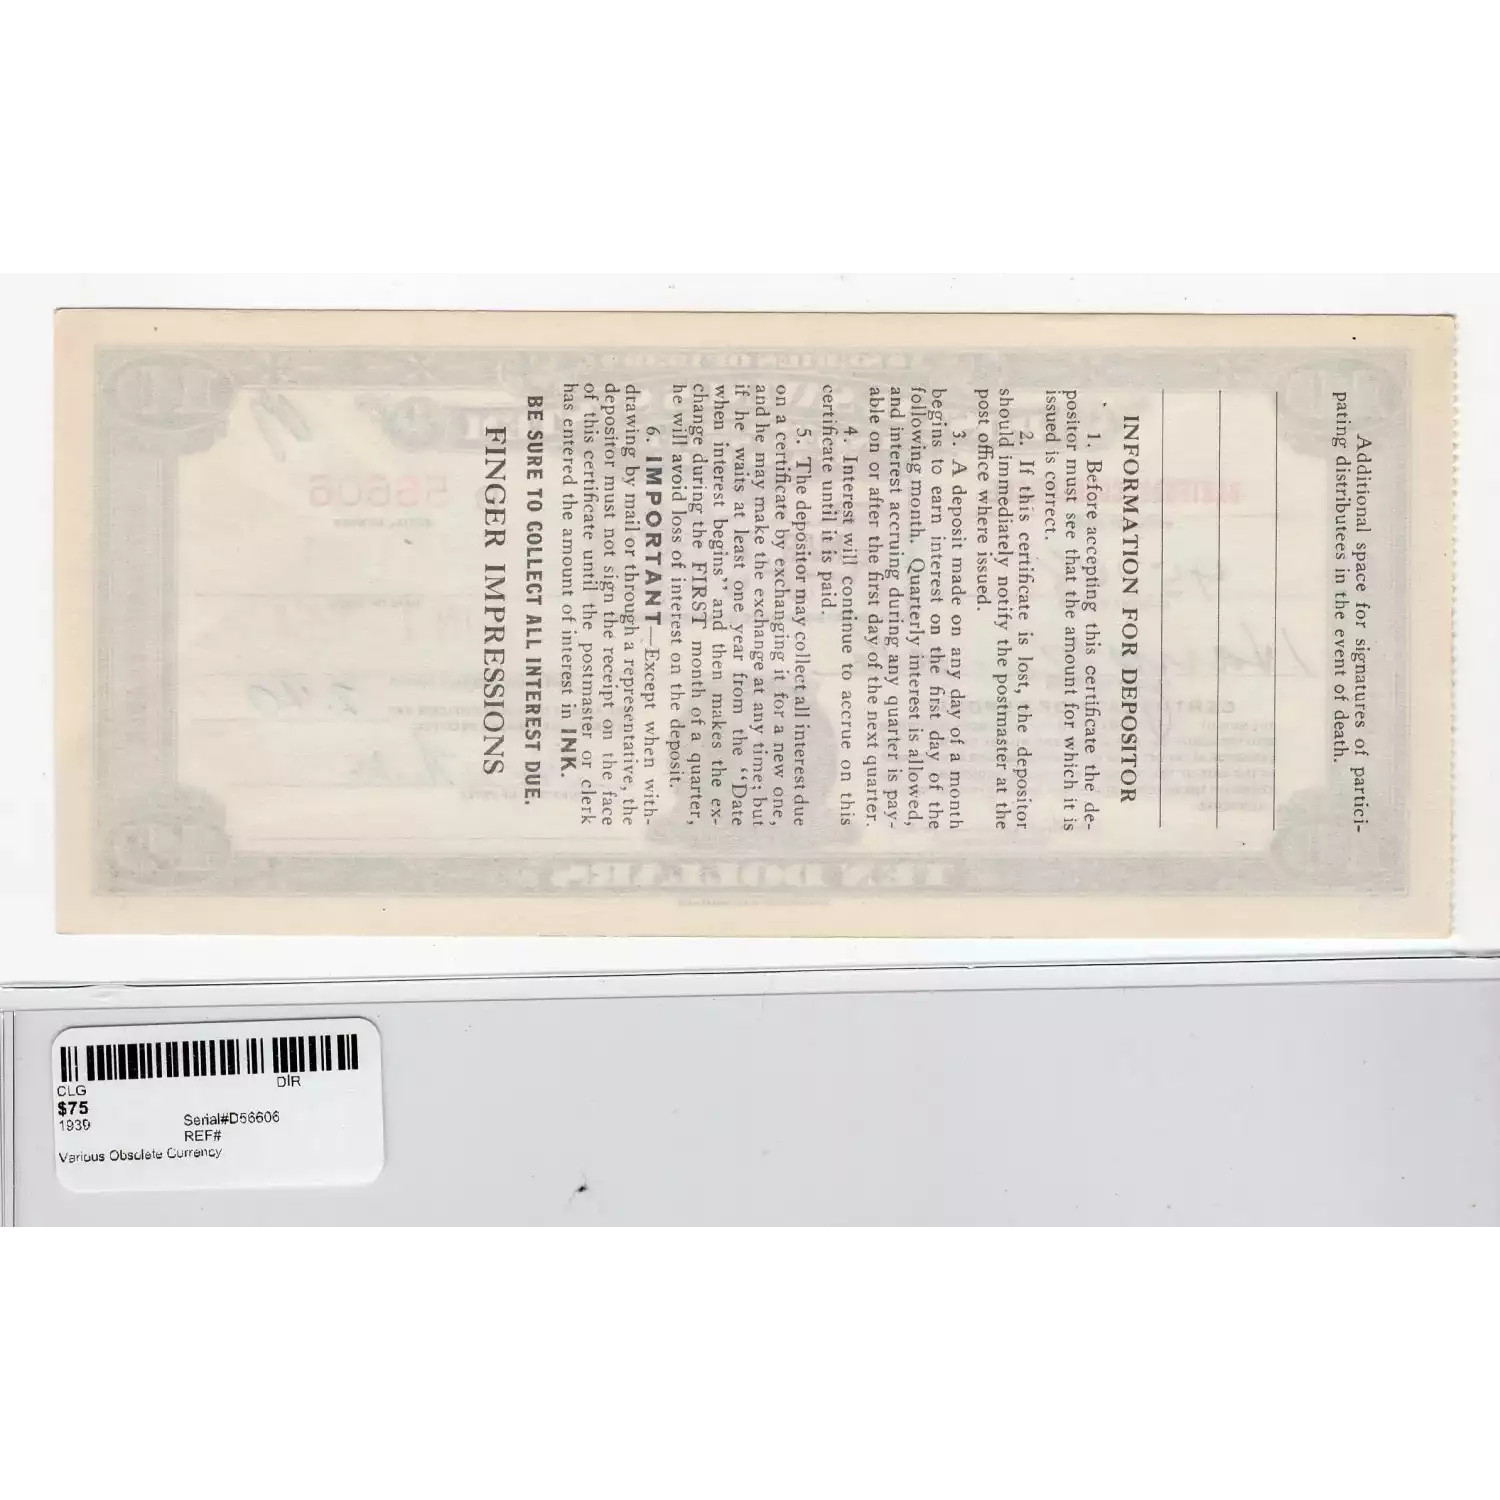 Additional space for signatures of partici-
pating distributees in the event of death.
INFORMATION FOR DEPOSITOR
1. Before accepting this certificate the de-
positor must see that the amount for which it is
issued is correct.
2. If this certificate is lost, the depositor
should immediately notify the postmaster at the
post office where issued.
3. A deposit made on any day of a month
begins to earn interest on the first day of the
following month. Quarterly interest is allowed,
and interest accruing during any quarter is pay-
able on or after the first day of the next quarter.
4. Interest will continue to accrue on this
certificate until it is paid.
5. The depositor may collect all interest due
on a certificate by exchanging it for a new one,
and he may make the exchange at any time; but
if he waits at least one year from the "Date
when interest begins" and then makes the ex-
change during the FIRST month of a quarter,
he will avoid loss of interest on the deposit.
6. IMPORTANT—Except when with-
drawing by mail or through a representative, the
depositor must not sign the receipt on the face
of this certificate until the postmaster or clerk
has entered the amount of interest in INK.
BE SURE TO COLLECT ALL INTEREST DUE.
FINGER IMPRESSIONS
TEN DOLLARS
56606
CLG DIR
$75
1939 Serial#D56606
REF#
Various Obsolete Currency